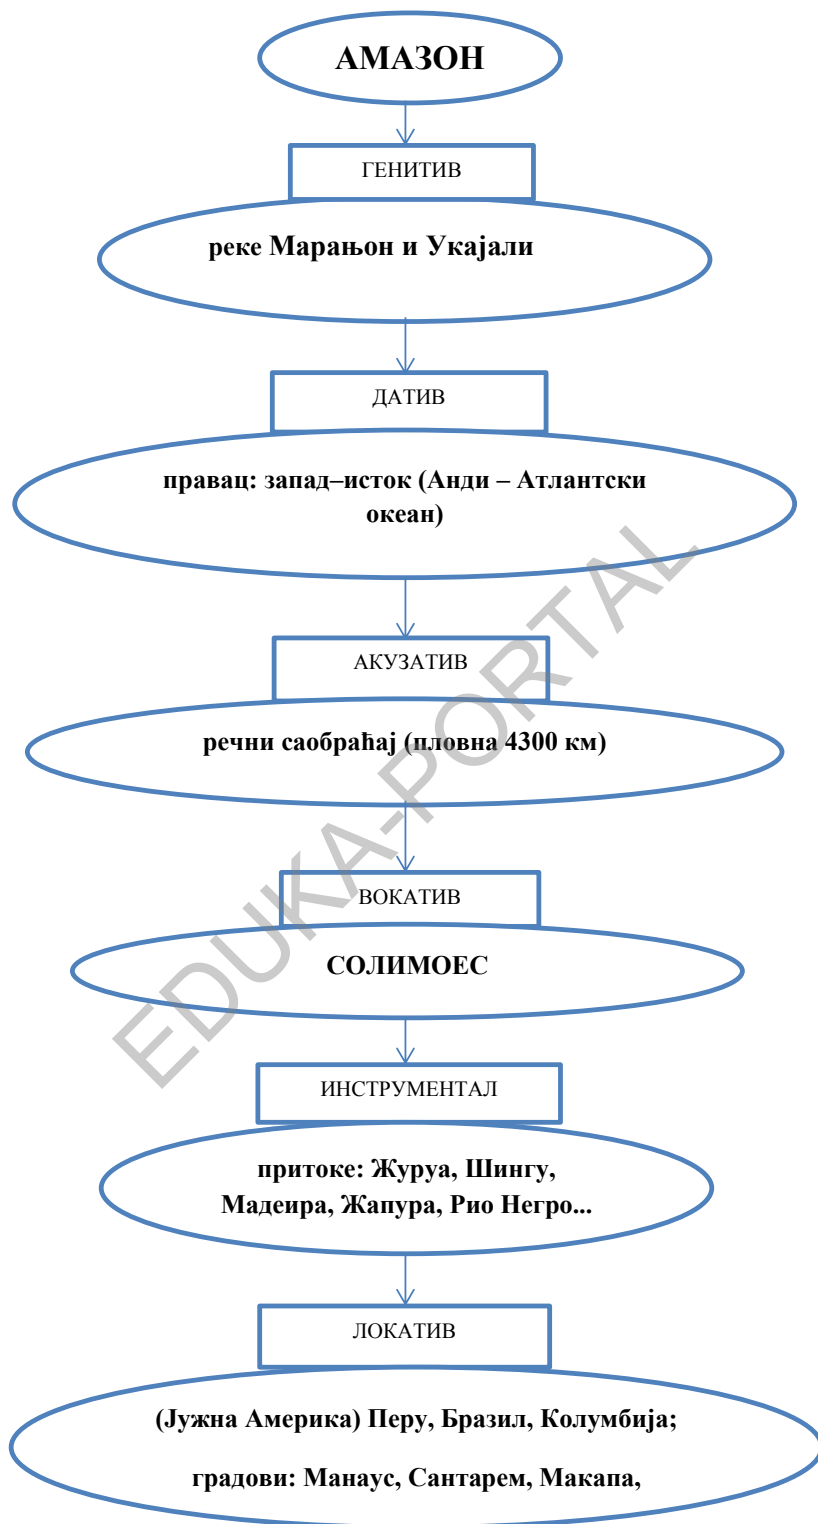 АМАЗОН
ГЕНИТИВ
реке Марањон и Укајали
ДАТИВ
правац: запад–исток (Анди – Атлантски
океан)
АКУЗАТИВ
речни саобраћај (пловна 4300 км)
ВОКАТИВ
СОЛИМОЕС
ИНСТРУМЕНТАЛ
притоке: Журуа, Шингу,
Мадеира, Жапура, Рио Негро...
ЛОКАТИВ
(Јужна Америка) Перу, Бразил, Колумбија;
градови: Манаус, Сантарем, Макапа,
EDUKA-PORTAL